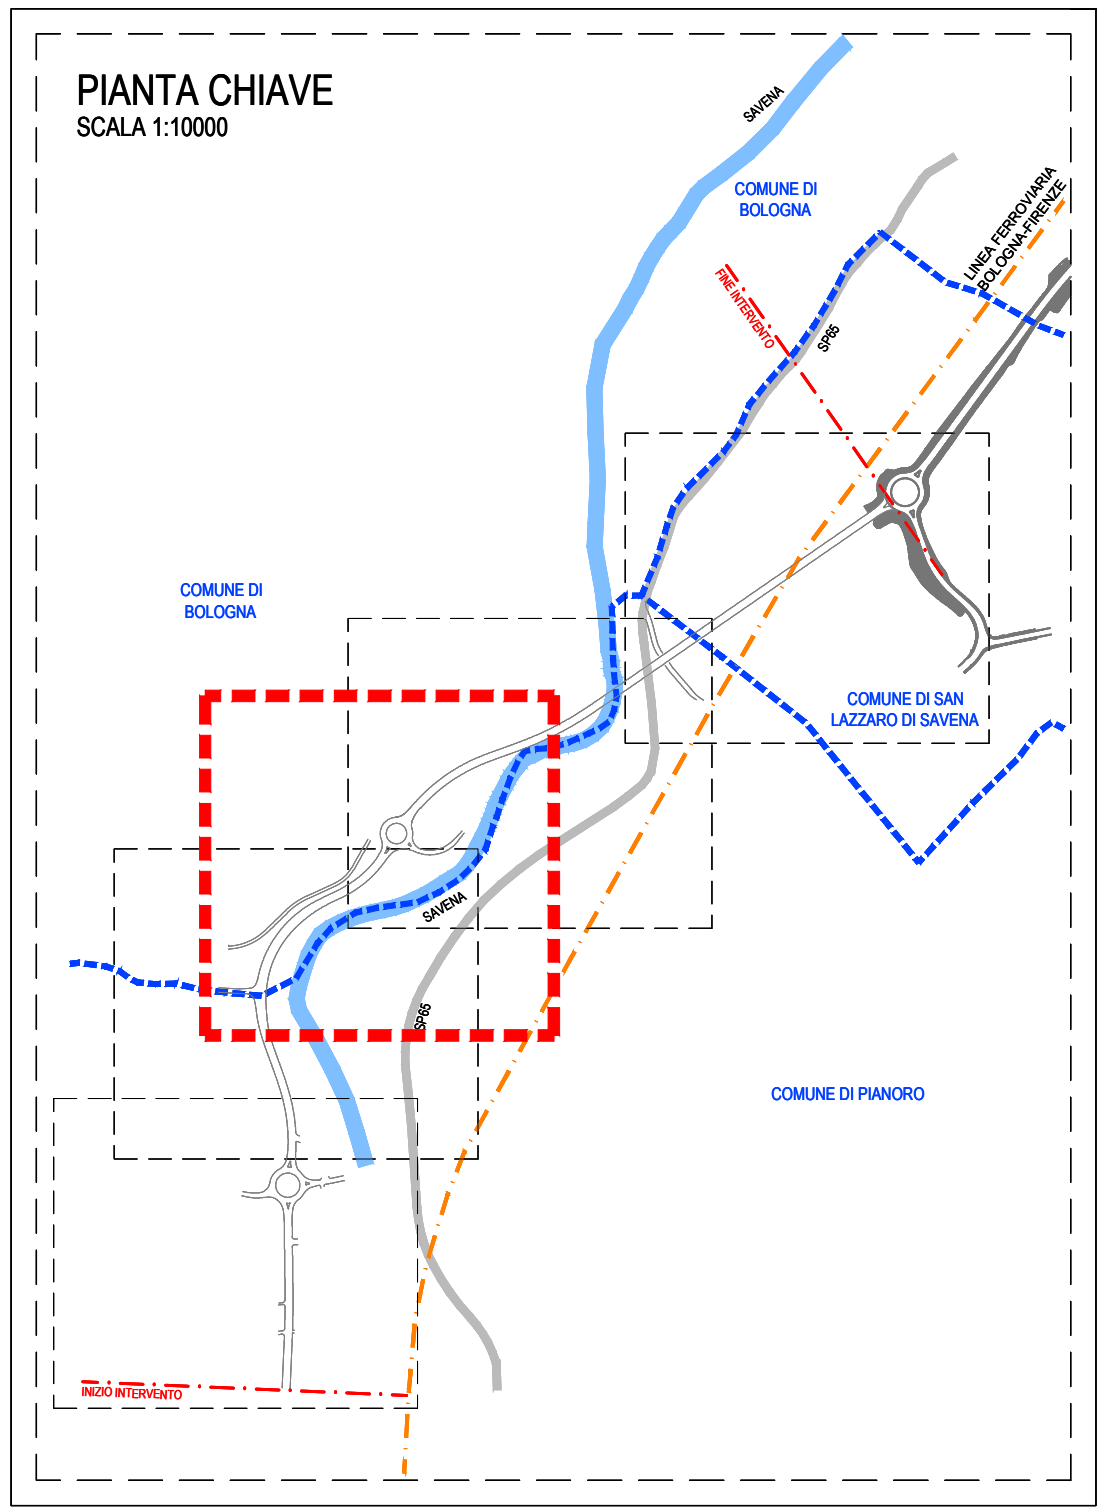 PIANTA CHIAVE
SCALA 1:10000
SAVENA
COMUNE DI
BOLOGNA
LINEA FERROVIARIA
BOLOGNA-FIRENZE
FINE INTERVENTO
SP65
COMUNE DI
BOLOGNA
COMUNE DI SAN
LAZZARO DI SAVENA
SAVENA
SP65
COMUNE DI PIANORO
INIZIO INTERVENTO